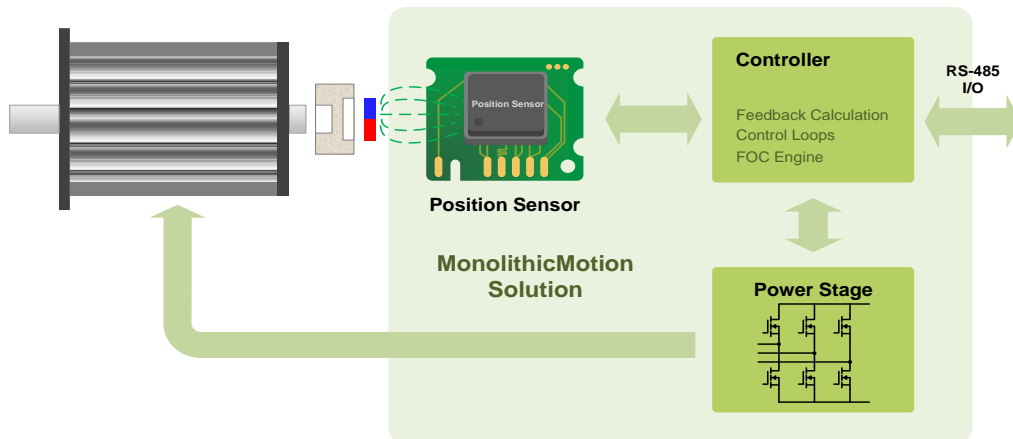 Controller
RS-485
I/O
Position Sensor
Feedback Calculation
Control Loops
FOC Engine
Position Sensor
MonolithicMotion
Solution
Power Stage